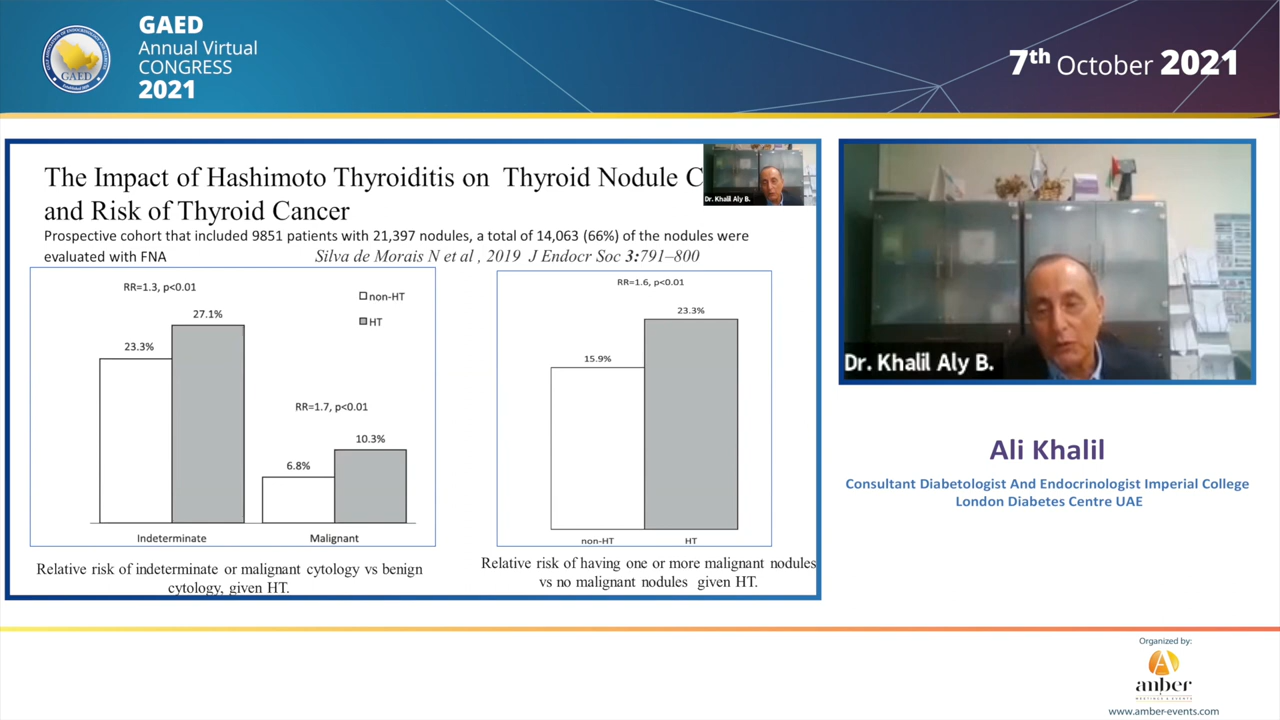 GAED
Annual Virtual
CONGRESS
2021
GAED
7th October 2021
The Impact of Hashimoto Thyroiditis on Thyroid Nodule C
and Risk of Thyroid Cancer
Dr. Khalil Aly B.
Prospective cohort that included 9851 patients with 21,397 nodules, a total of 14,063 (66%) of the nodules were
evaluated with FNA
Silva de Morais N et al , 2019 J Endocr Soc 3:791–800
RR=1.3, p<0.01
non-HT
HT
27.1%
23.3%
RR=1.7, p<0.01
10.3%
6.8%
Indeterminate
Malignant
Relative risk of indeterminate or malignant cytology vs benign
cytology, given HT.
RR=1.6, p<0.01
23.3%
15.9%
non-HT
HT
Relative risk of having one or more malignant nodules
vs no malignant nodules given HT.
Dr. Khalil Aly B.
Ali Khalil
Consultant Diabetologist And Endocrinologist Imperial College
London Diabetes Centre UAE
Organized by:
anber
www.amber-events.com